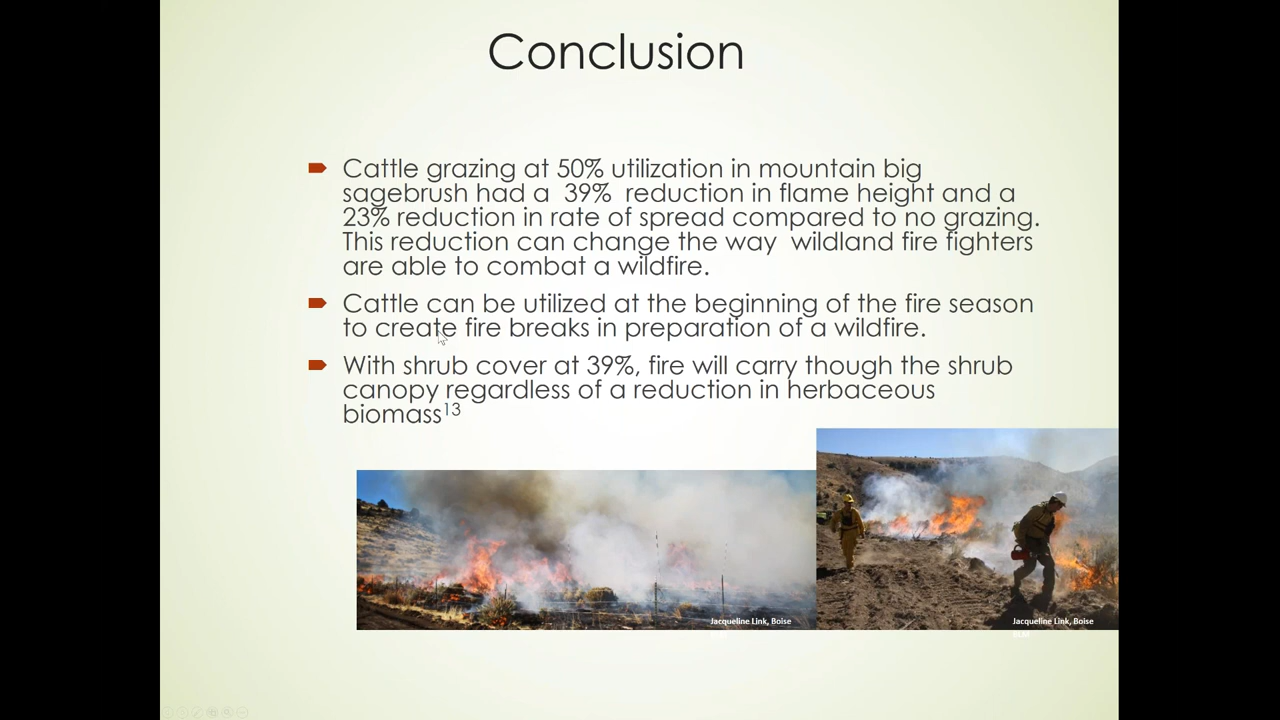 Conclusion
Cattle grazing at 50% utilization in mountain big
sagebrush had a 39% reduction in flame height and a
23% reduction in rate of spread compared to no grazing.
This reduction can change the way wildland fire fighters
are able to combat a wildfire.
Cattle can be utilized at the beginning of the fire season
to create fire breaks in preparation of a wildfire.
With shrub cover at 39%, fire will carry though the shrub
canopy regardless of a reduction in herbaceous
biomass¹³
Jacqueline Link, Boise
Jacqueline Link, Boise
BLM